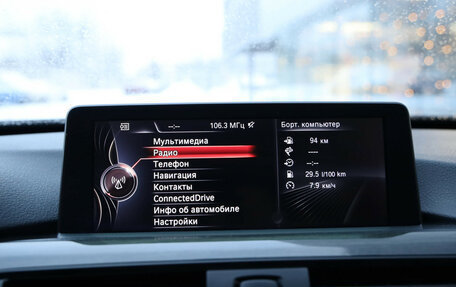 --:-- 106.3 МГц
Борт. компьютер
Мультимедиа
Радио
Телефон
Навигация
Контакты
ConnectedDrive
Инфо об автомобиле
Настройки
94 км
----
--:--
29.5 l/100 km
7.9 км/ч